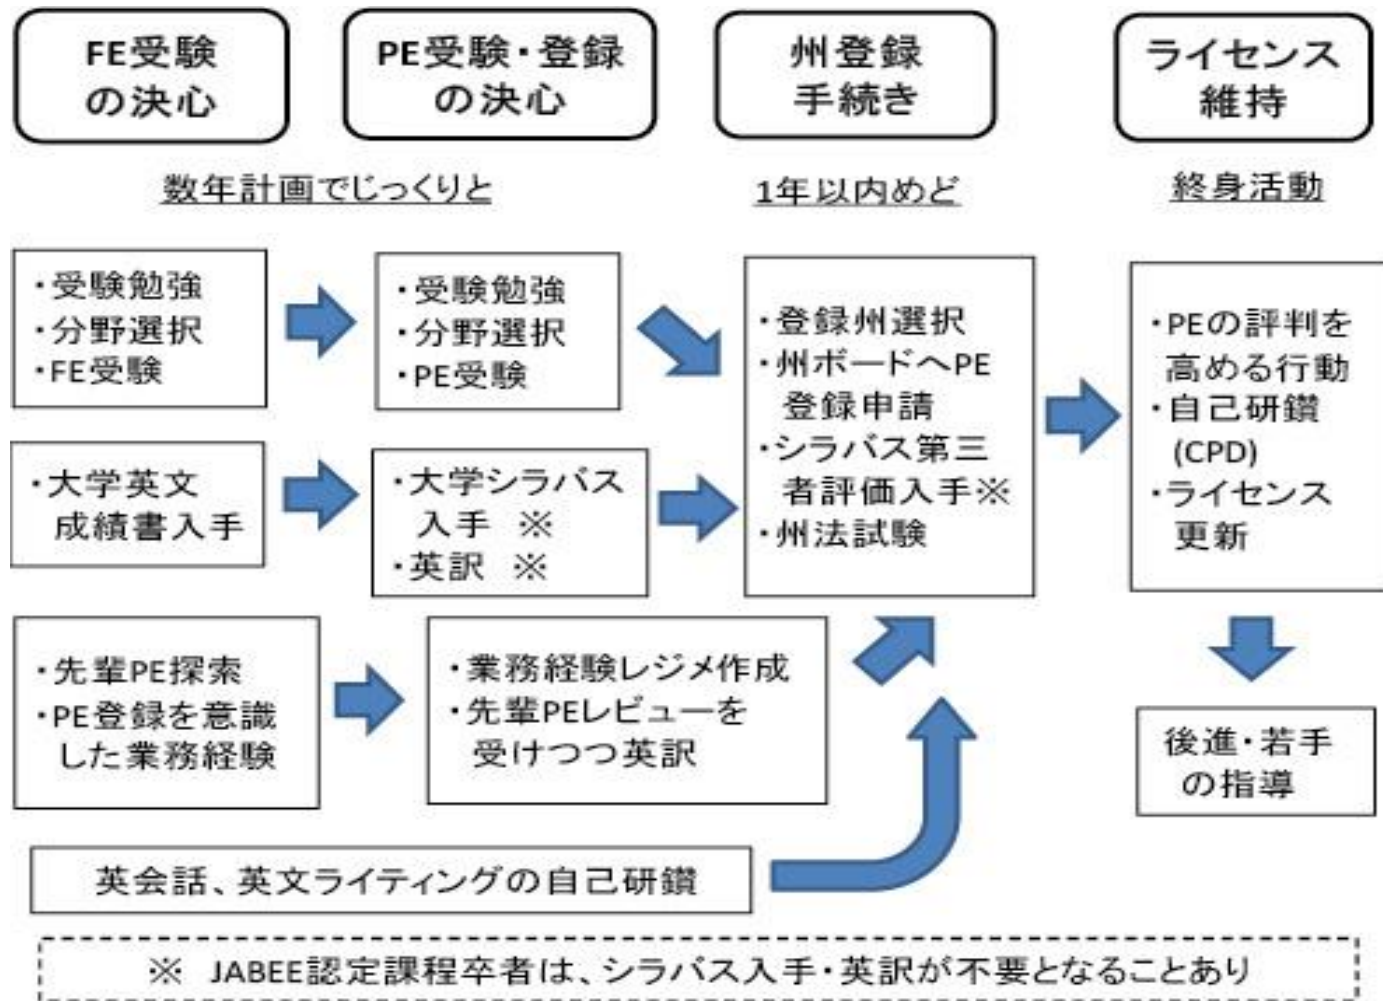 FE受験
の決心
PE受験・登録
の決心
州登録
手続き
ライセンス
維持
数年計画でじっくりと
1年以内めど
終身活動
・受験勉強
・分野選択
・FE受験
・受験勉強
・分野選択
・PE受験
・登録州選択
・州ボードへPE
登録申請
・シラバス第三
者評価入手※
・州法試験
・PEの評判を
高める行動
・自己研鑽
(CPD)
・ライセンス
更新
・大学英文
成績書入手
・大学シラバス
入手 ※
・英訳 ※
・先輩PE探索
・PE登録を意識
した業務経験
・業務経験レジメ作成
・先輩PEレビューを
受けつつ英訳
後進・若手
の指導
英会話、英文ライティングの自己研鑽
※ JABEE認定課程卒者は、シラバス入手・英訳が不要となることあり